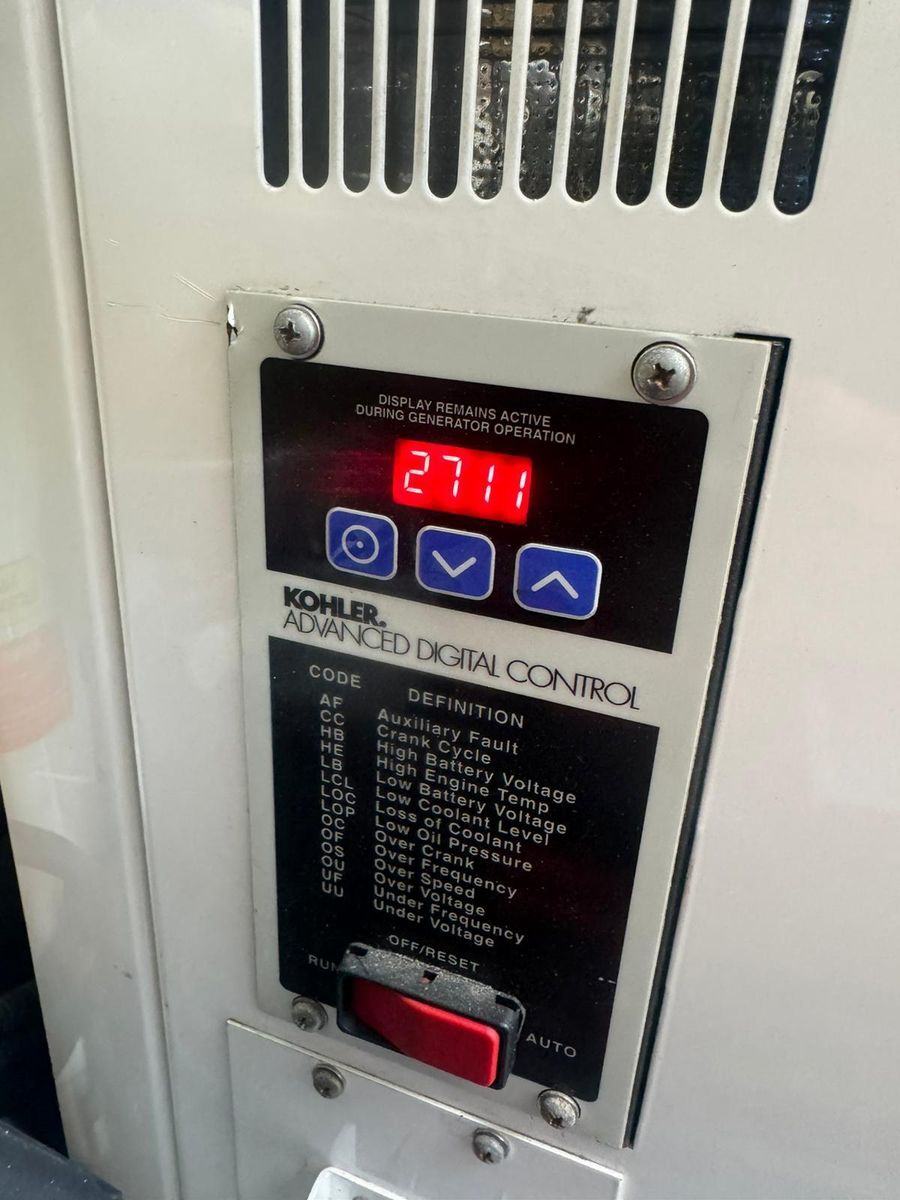 DISPLAY REMAINS ACTIVE
DURING GENERATOR OPERATION
2711
KOHLER.
ADVANCED DIGITAL CONTROL
CODE DEFINITION
AF Auxiliary Fault
CC Crank Cycle
HB High Battery Voltage
HE High Engine Temp
LB Low Battery Voltage
LCL Low Coolant Level
LOC Loss of Coolant
LOP Low Oil Pressure
OC Over Crank
OF Over Frequency
OS Over Speed
OU Over Voltage
UF Under Frequency
UU Under Voltage
OFF/RESET
RUN
AUTO